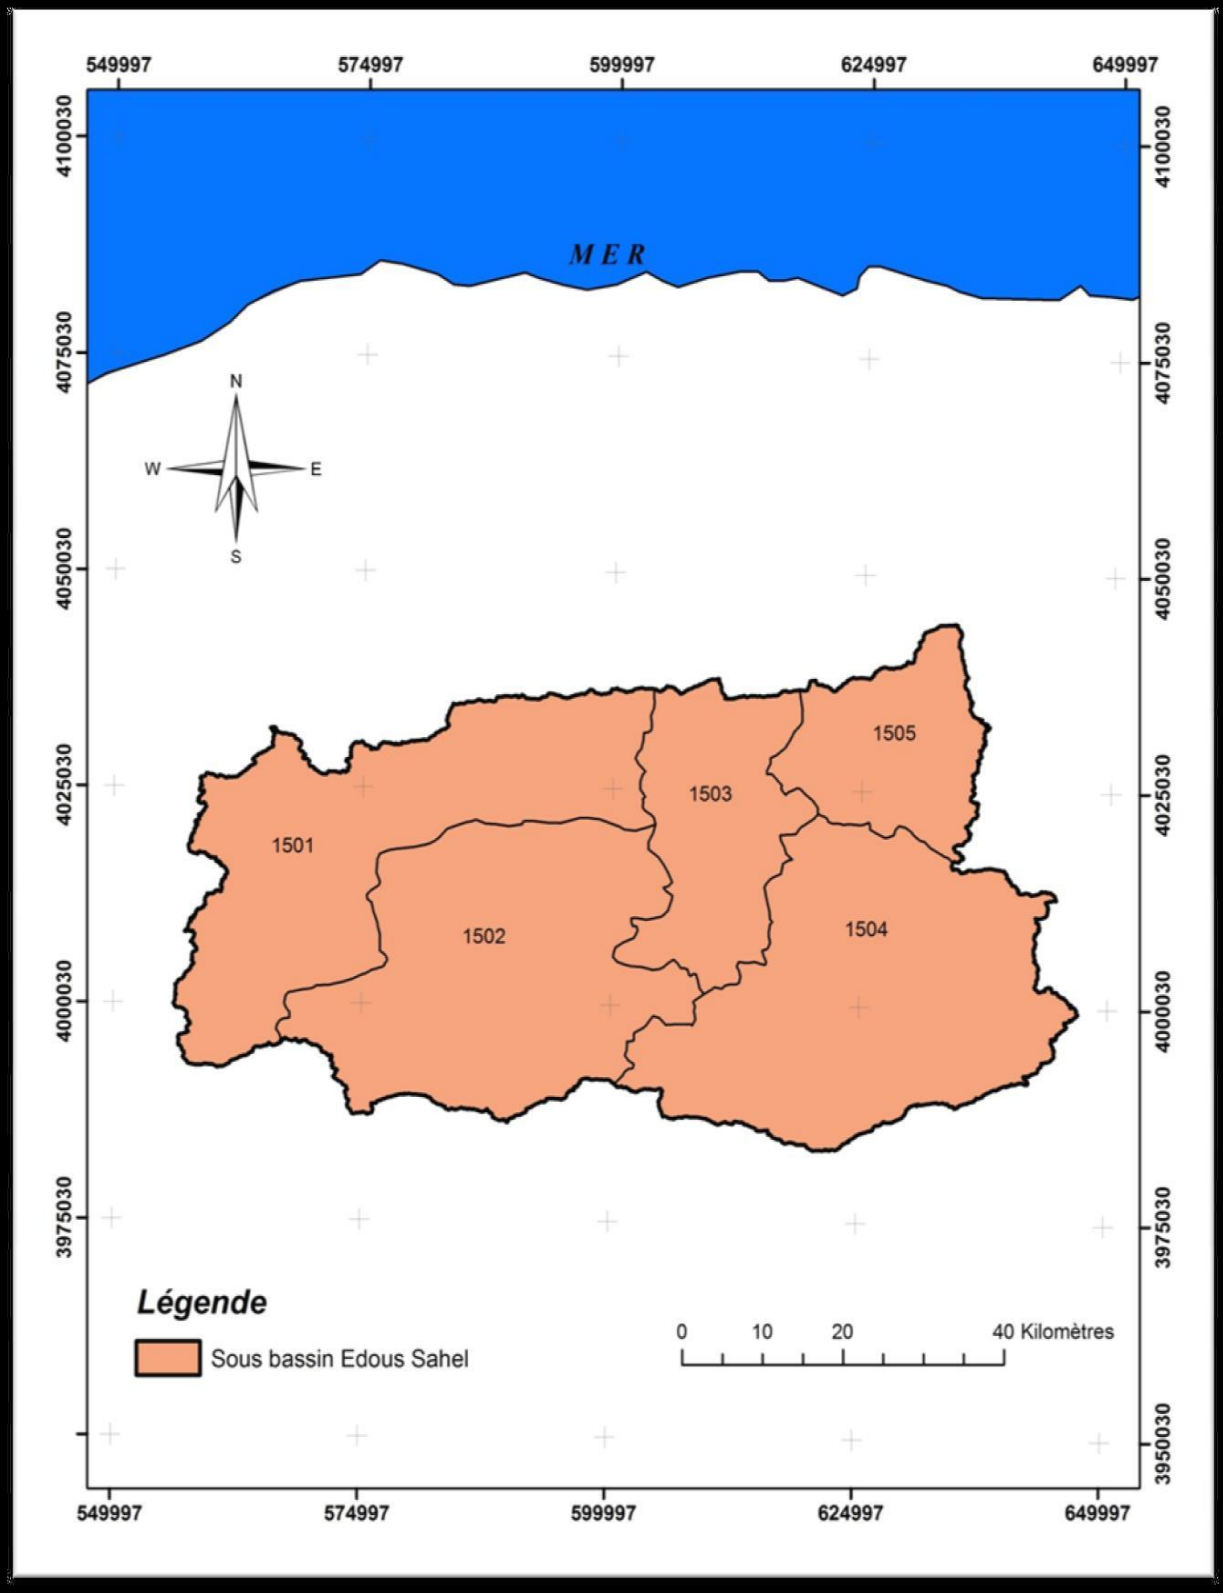 549997 574997 599997 624997 649997
4100030 4100030
MER
4075030 4075030
N
W E
S
4050030 4050030
1505
4025030 1503 4025030
1501
1504
1502
4000030 4000030
3975030 3975030
Légende
0 10 20 40 Kilomètres
Sous bassin Edous Sahel
3950030
549997 574997 599997 624997 649997